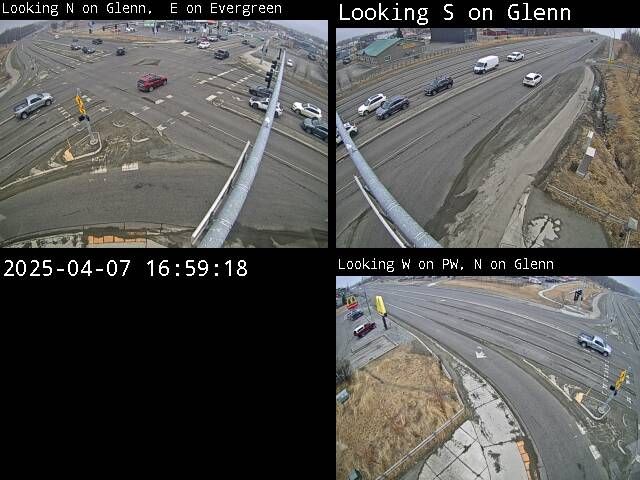 Looking N on Glenn,  E on Evergreen
Looking S on Glenn
2025-04-07 16:59:18
Looking W on PW, N on Glenn